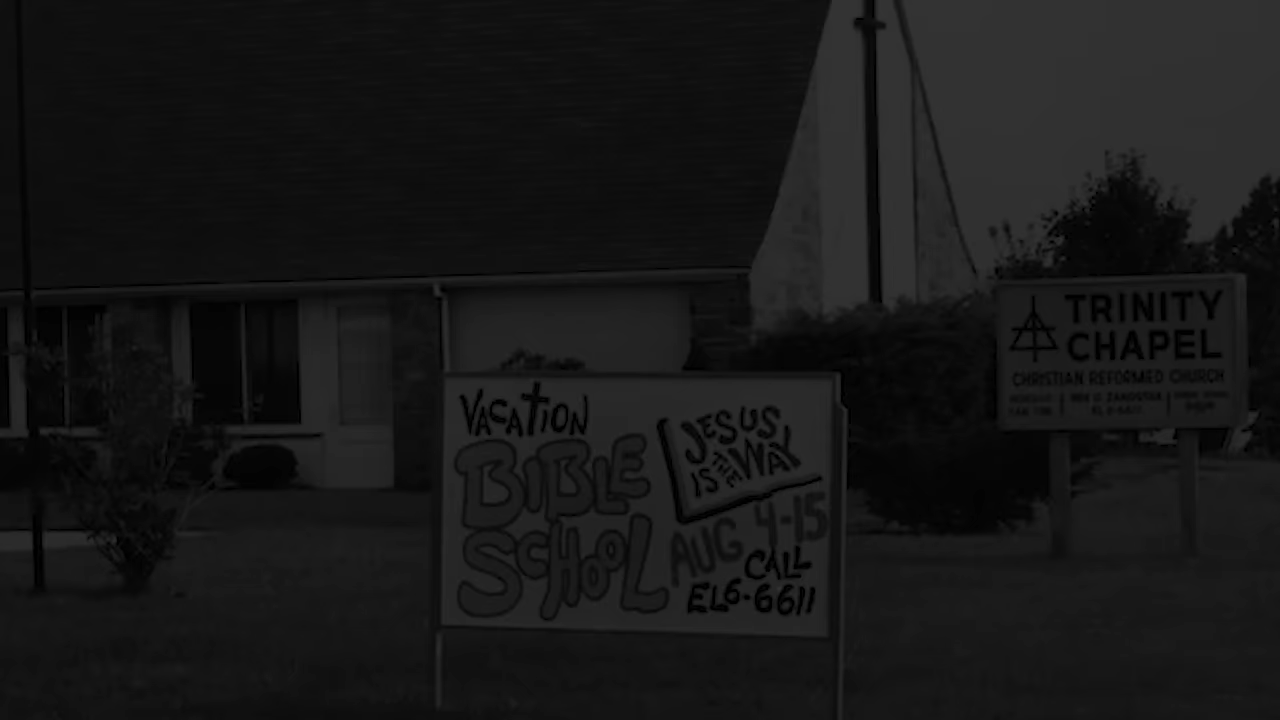 VACATION
BIBLE
SCHOOL
JESUS
IS THE WAY
AUG 4-15
CALL
EL6-6611
TRINITY
CHAPEL
CHRISTIAN REFORMED CHURCH